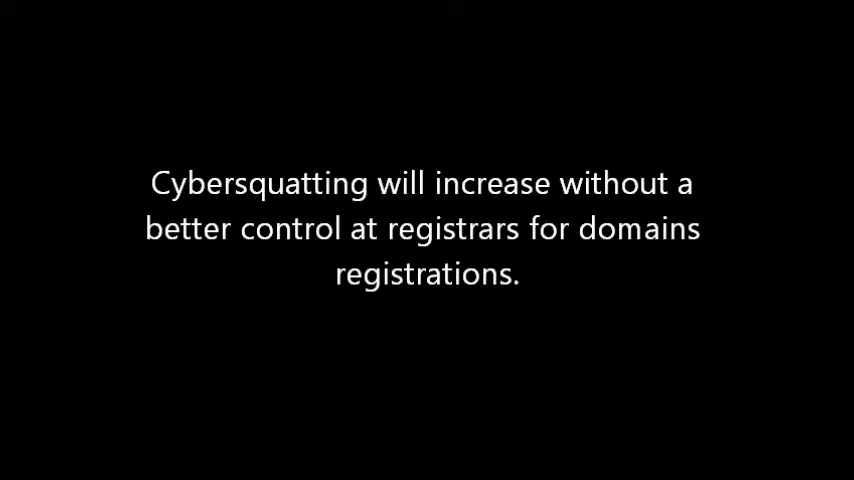 Cybersquatting will increase without a
better control at registrars for domains
registrations.